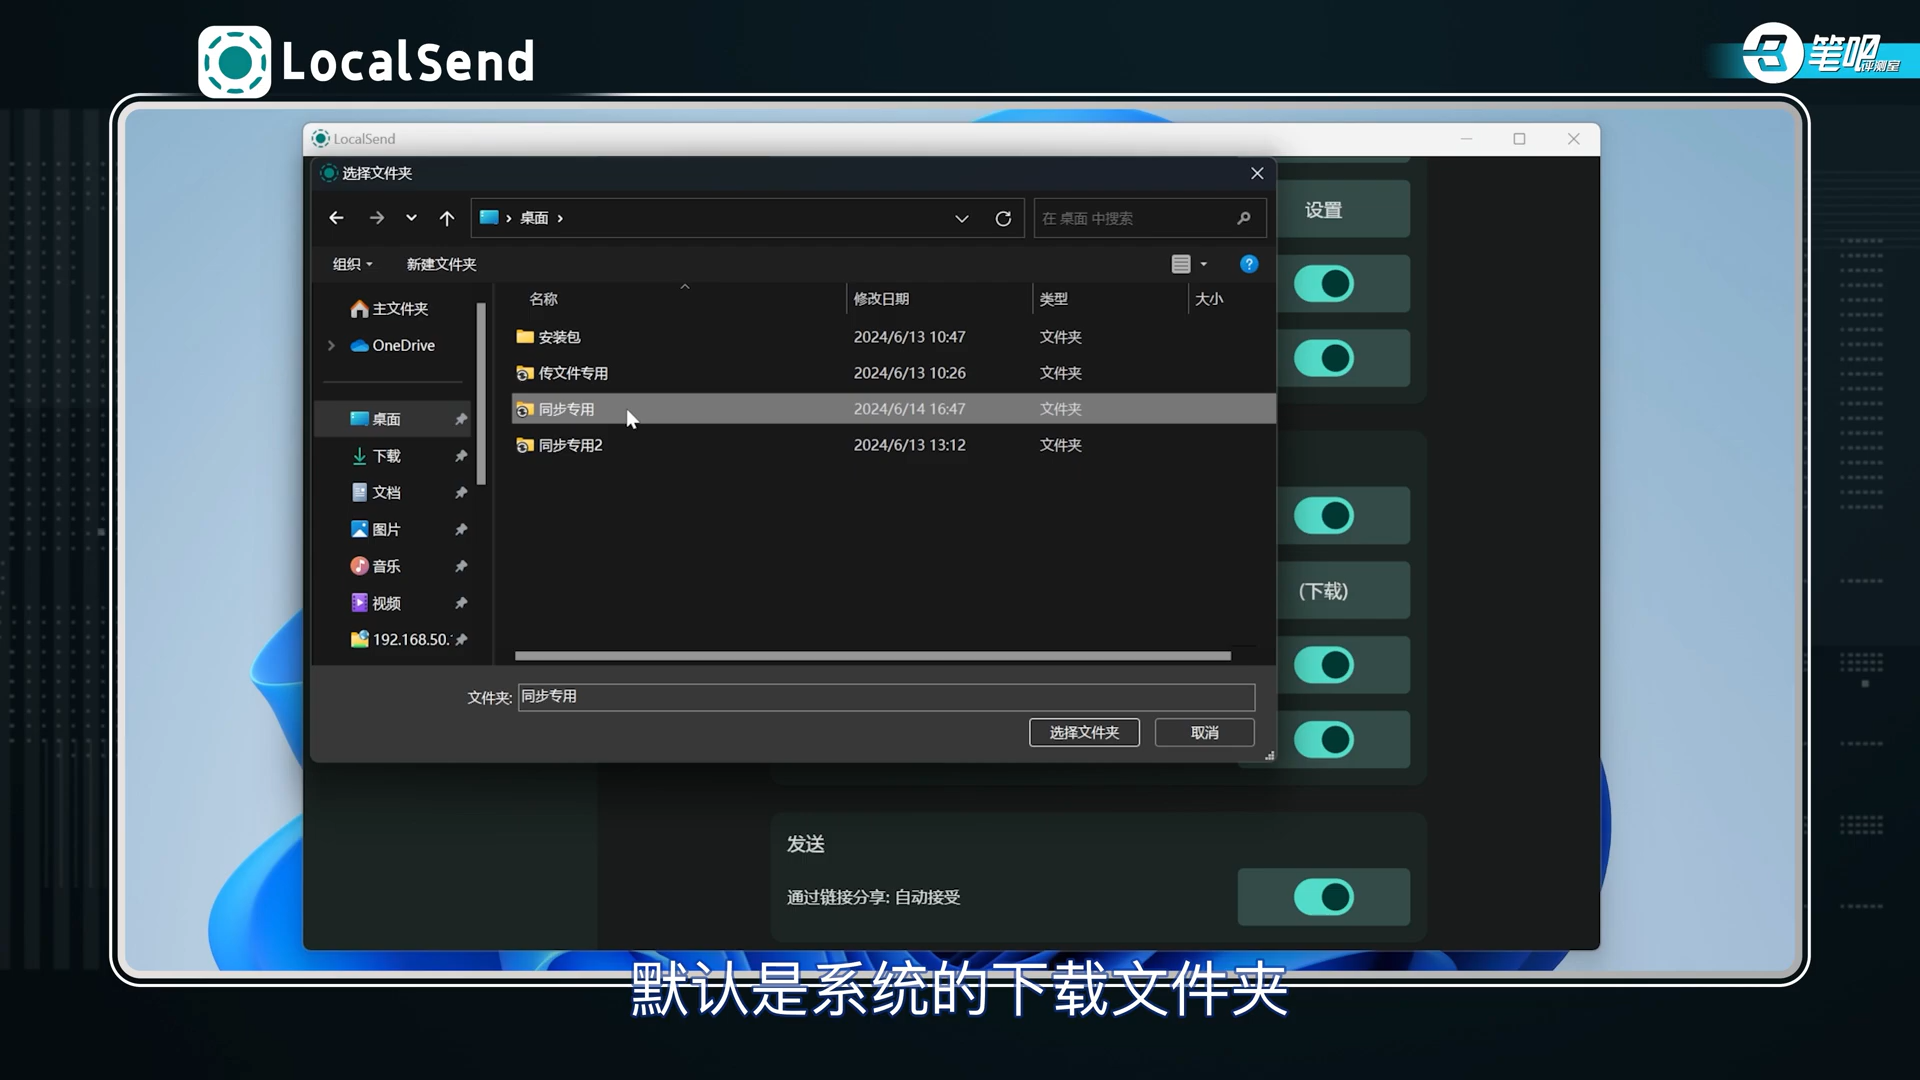 LocalSend
笔吧
评测室
LocalSend
选择文件夹
桌面
在 桌面 中搜索
设置
组织
新建文件夹
名称
修改日期
类型
大小
主文件夹
OneDrive
安装包
2024/6/13 10:47
文件夹
传文件专用
2024/6/13 10:26
文件夹
同步专用
2024/6/14 16:47
文件夹
同步专用2
2024/6/13 13:12
文件夹
桌面
下载
文档
图片
音乐
视频
192.168.50.
(下载)
文件夹:
同步专用
选择文件夹
取消
发送
通过链接分享: 自动接受
默认是系统的下载文件夹